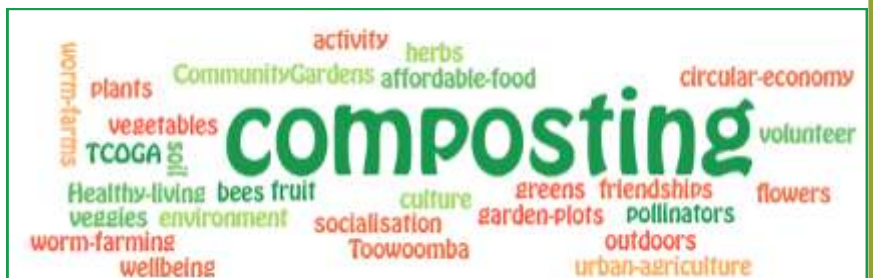 activity
herbs
worm-farms
plants
CommunityGardens
affordable-food
circular-economy
vegetables
composting
volunteer
TCOGA
soil
Healthy-living
bees
fruit
culture
greens
friendships
flowers
veggies
environment
socialisation
garden-plots
pollinators
worm-farming
Toowoomba
outdoors
wellbeing
urban-agriculture